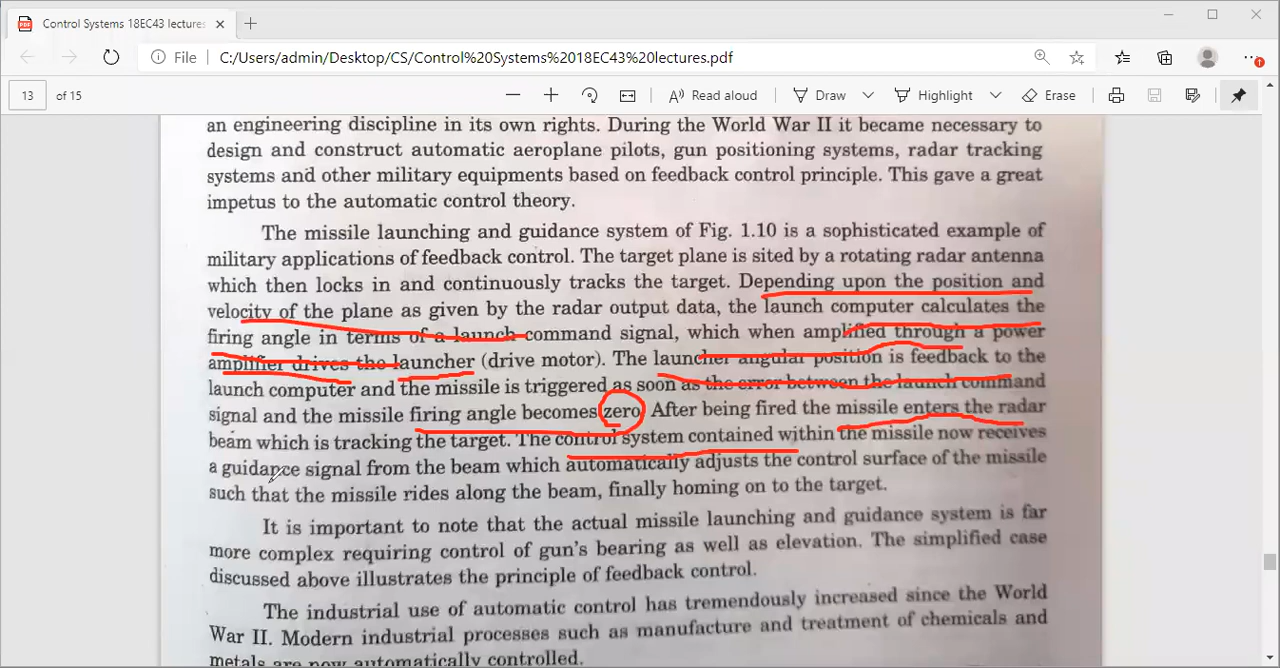 Control Systems 18EC43 lectures
File
C:/Users/admin/Desktop/CS/Control%20Systems%2018EC43%20lectures.pdf
13 of 15
Read aloud
Draw
Highlight
Erase
an engineering discipline in its own rights. During the World War II it became necessary to
design and construct automatic aeroplane pilots, gun positioning systems, radar tracking
systems and other military equipments based on feedback control principle. This gave a great
impetus to the automatic control theory.
The missile launching and guidance system of Fig. 1.10 is a sophisticated example of
military applications of feedback control. The target plane is sited by a rotating radar antenna
which then locks in and continuously tracks the target. Depending upon the position and
velocity of the plane as given by the radar output data, the launch computer calculates the
firing angle in terms of a launch command signal, which when amplified through a power
amplifier drives the launcher (drive motor). The launcher angular position is feedback to the
launch computer and the missile is triggered as soon as the error between the launch command
signal and the missile firing angle becomes zero. After being fired the missile enters the radar
beam which is tracking the target. The control system contained within the missile now receives
a guidance signal from the beam which automatically adjusts the control surface of the missile
such that the missile rides along the beam, finally homing on to the target.
It is important to note that the actual missile launching and guidance system is far
more complex requiring control of gun's bearing as well as elevation. The simplified case
discussed above illustrates the principle of feedback control.
The industrial use of automatic control has tremendously increased since the World
War II. Modern industrial processes such as manufacture and treatment of chemicals and
metals are now automatically controlled.